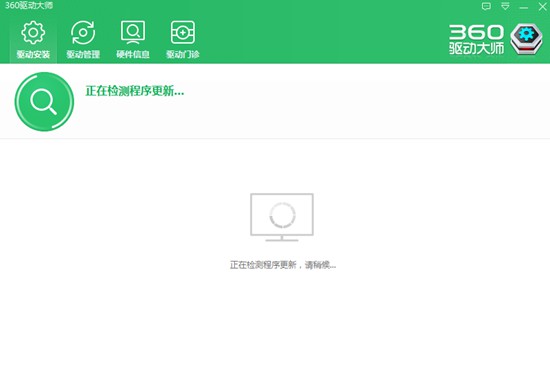 360驱动大师
驱动安装
驱动管理
硬件信息
驱动门诊
360
驱动大师
正在检测程序更新...
正在检测程序更新，请稍候...